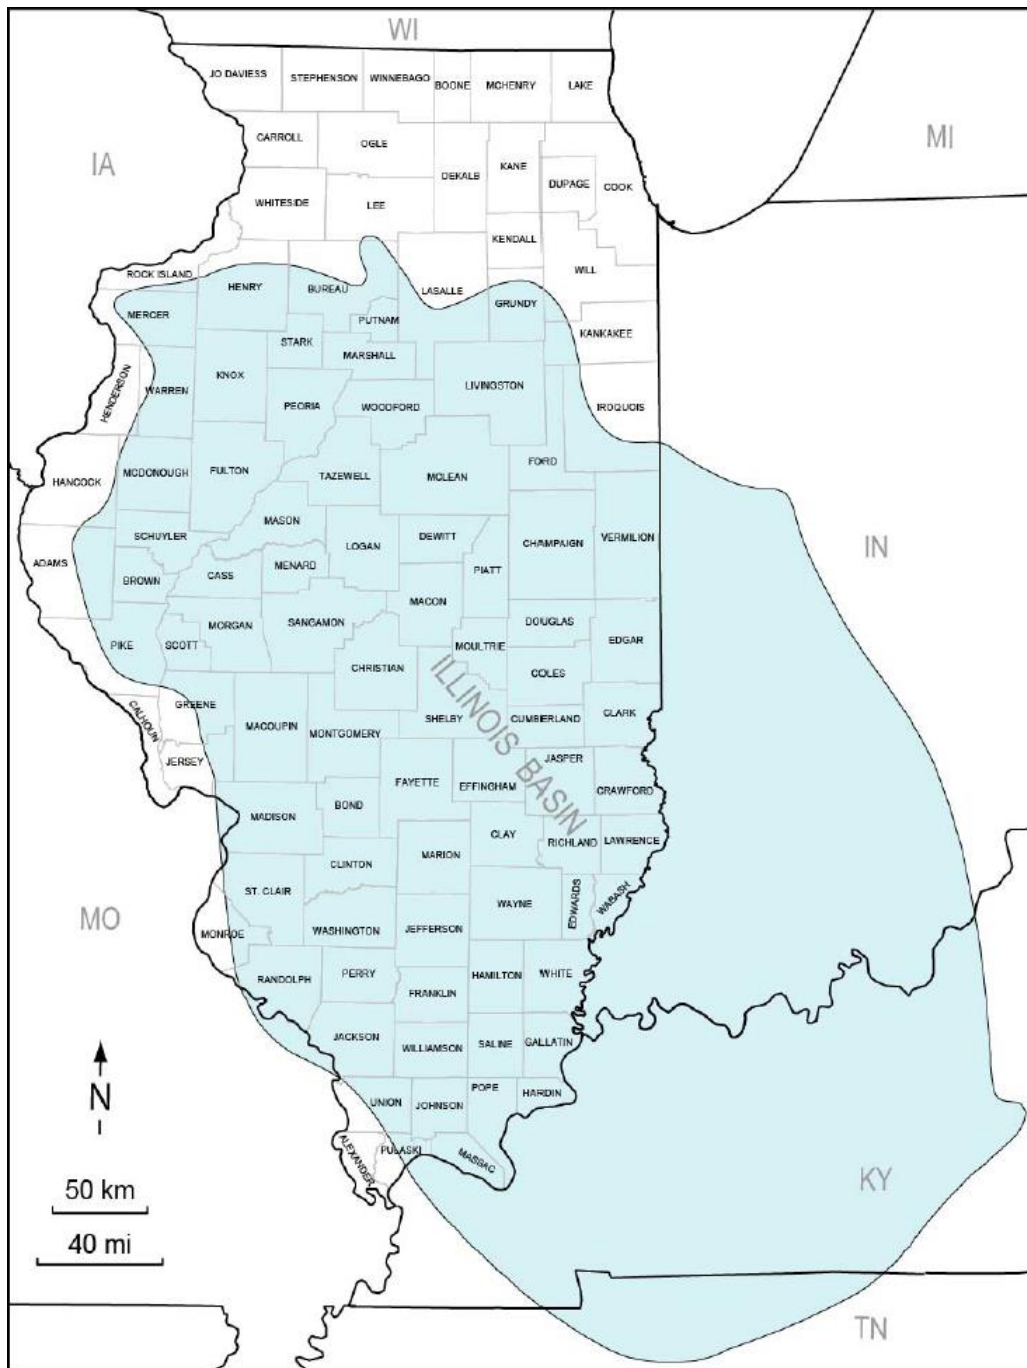 WI
JO DAVIESS
STEPHENSON
WINNEBAGO
BOONE
MCHENRY
LAKE
IA
MI
CARROLL
OGLE
DEKALB
KANE
DUPAGE
COOK
WHITESIDE
LEE
KENDALL
WILL
ROCK ISLAND
HENRY
BUREAU
LASALLE
GRUNDY
MERCER
PUTNAM
KANKAKEE
STARK
MARSHALL
HENDERSON
WARREN
KNOX
LIVINGSTON
PEORIA
WOODFORD
IROQUOIS
HANCOCK
MCDONOUGH
FULTON
TAZEWELL
MCLEAN
FORD
MASON
SCHUYLER
LOGAN
DEWITT
CHAMPAIGN
VERMILION
IN
ADAMS
BROWN
CASS
MENARD
PIATT
MACON
PIKE
SCOTT
MORGAN
SANGAMON
MOULTRIE
DOUGLAS
EDGAR
CHRISTIAN
COLES
ILLINOIS BASIN
CALHOUN
GREENE
MACOUPIN
MONTGOMERY
SHELBY
CUMBERLAND
CLARK
JERSEY
FAYETTE
EFFINGHAM
JASPER
CRAWFORD
MADISON
BOND
CLAY
RICHLAND
LAWRENCE
CLINTON
MARION
ST. CLAIR
WAYNE
EDWARDS
WABASH
MO
MONROE
WASHINGTON
JEFFERSON
RANDOLPH
PERRY
HAMILTON
WHITE
FRANKLIN
JACKSON
WILLIAMSON
SALINE
GALLATIN
N
UNION
JOHNSON
POPE
HARDIN
ALEXANDER
PULASKI
MASSAC
KY
50 km
40 mi
TN